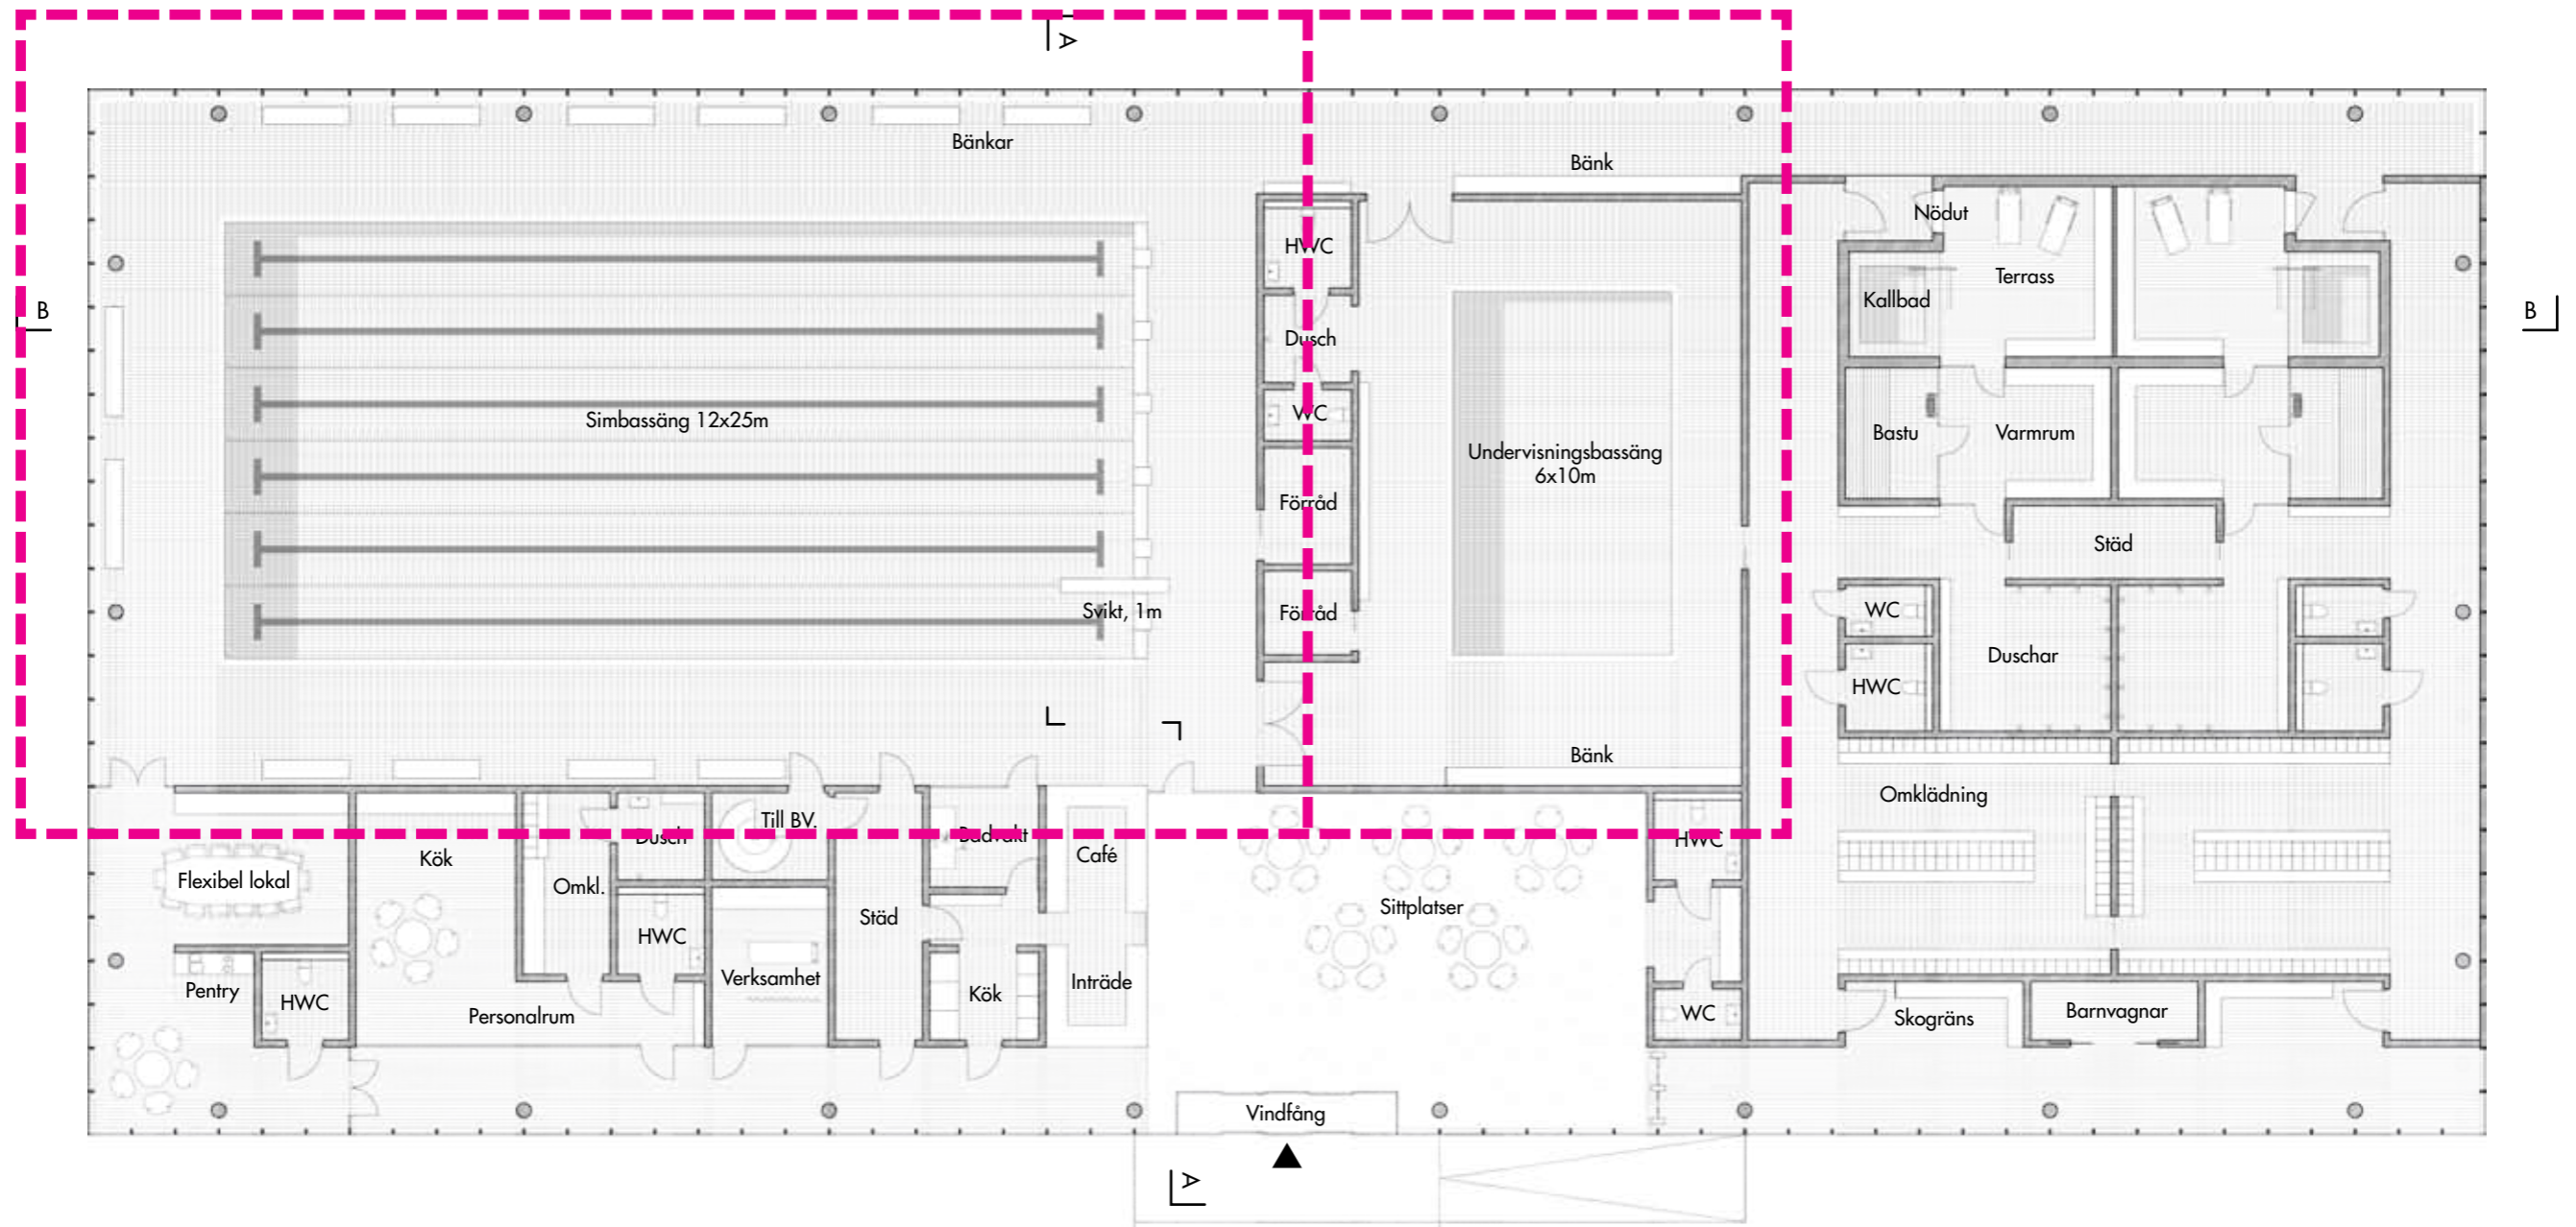 A
Bänkar
Bänk
HWC
Nödut
Terrass
Kallbad
B
B
Dusch
WC
Simbassäng 12x25m
Undervisningsbassäng
6x10m
Bastu
Varmrum
Förråd
Städ
Förråd
Svikt, 1m
WC
Duschar
HWC
Bänk
Omklädning
Till BV.
Dusch
Badvakt
HWC
Kök
Café
Flexibel lokal
Omkl.
Städ
Sittplatser
HWC
Verksamhet
Inträde
Pentry
HWC
Kök
Personalrum
WC
Skogräns
Barnvagnar
Vindfång
A